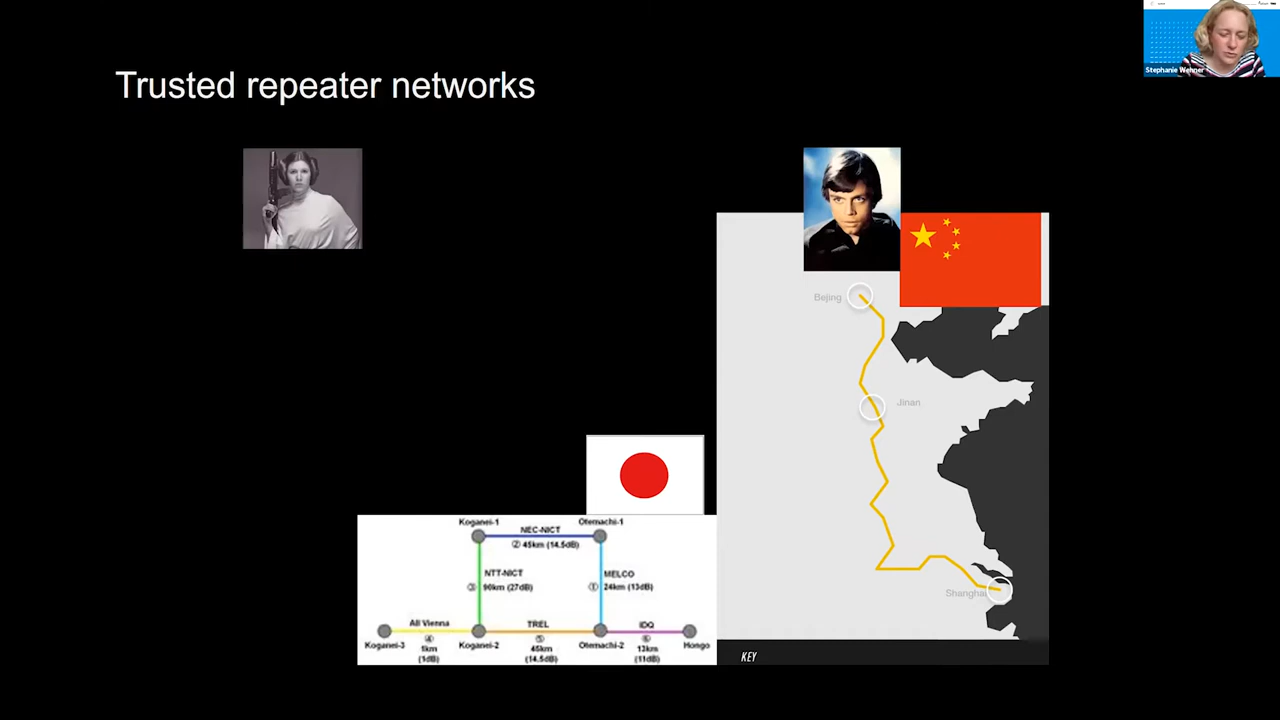 Stephanie Wehner
Trusted repeater networks
Bejing
Jinan
Shanghai
KEY
Koganei-1
Otemachi-1
NEC-NICT
② 45km (14.5dB)
NTT-NICT
③ 90km (27dB)
MELCO
① 24km (13dB)
All Vienna
④
1km
(1dB)
TREL
⑤
45km
(14.5dB)
IDQ
⑥
13km
(11dB)
Koganei-3
Koganei-2
Otemachi-2
Hongo